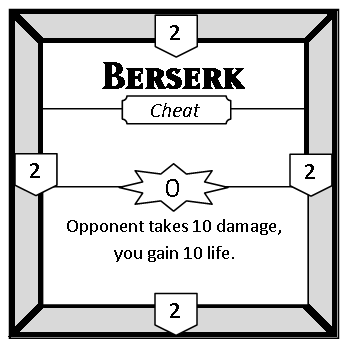 2
BERSERK
Cheat
2
0
2
Opponent takes 10 damage,
you gain 10 life.
2